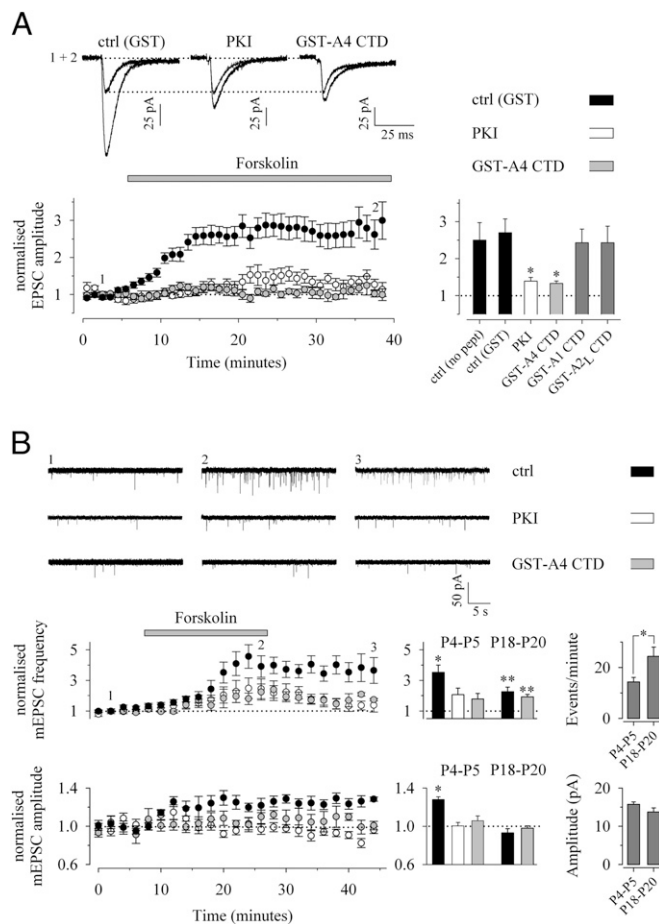 A
ctrl (GST) PKI GST-A4 CTD
1 + 2
25 pA 25 pA 25 pA
25 ms
ctrl (GST)
PKI
GST-A4 CTD
Forskolin
normalised
EPSC amplitude
3
2
1
1
2
0 10 20 30 40
Time (minutes)
3
2
1
* *
ctrl (no pept)
ctrl (GST)
PKI
GST-A4 CTD
GST-A1 CTD
GST-A2L CTD
B
1 2 3
ctrl
PKI
GST-A4 CTD
50 pA
5 s
Forskolin
normalised
mEPSC frequency
5
3
1
1 2 3
P4-P5 P18-P20
5
3
1
* ** **
Events/minute
20
0
*
P4-P5
P18-P20
normalised
mEPSC amplitude
1.4
1.0
0.6
0 10 20 30 40
Time (minutes)
P4-P5 P18-P20
1.4
1.0
0.6
*
Amplitude (pA)
20
10
0
P4-P5
P18-P20